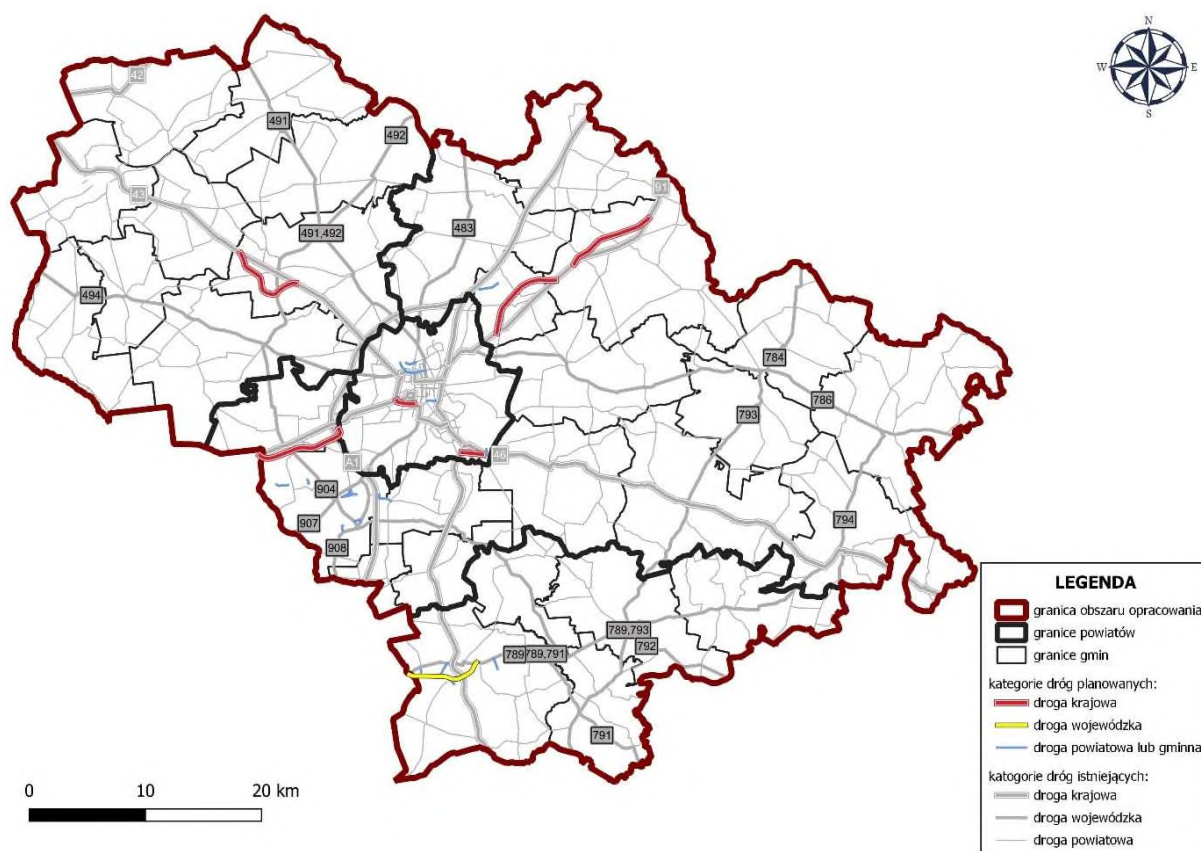 N
W E
S
42
491
492
91
43
483
491,492
494
784
786
793
46
A1
904
794
907
908
789,793
789
789,791
792
791
LEGENDA
granica obszaru opracowania
granice powiatów
granice gmin
kategorie dróg planowanych:
droga krajowa
droga wojewódzka
droga powiatowa lub gminna
katogorie dróg istniejących:
droga krajowa
droga wojewódzka
droga powiatowa
0 10 20 km